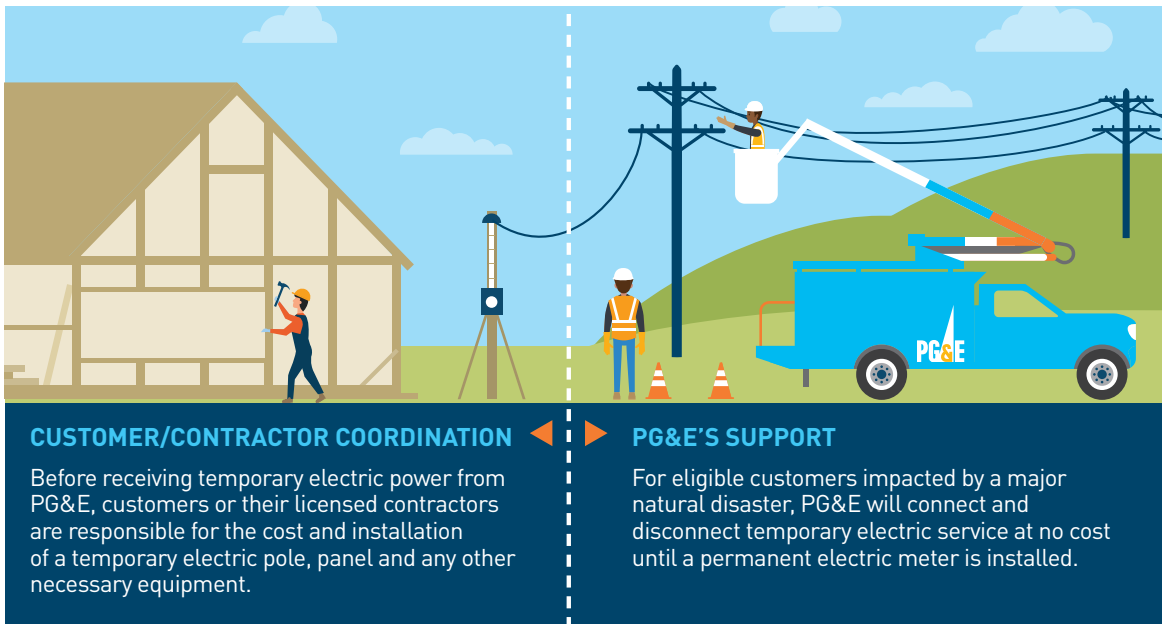 PG&E
CUSTOMER/CONTRACTOR COORDINATION
Before receiving temporary electric power from
PG&E, customers or their licensed contractors
are responsible for the cost and installation
of a temporary electric pole, panel and any other
necessary equipment.
PG&E’S SUPPORT
For eligible customers impacted by a major
natural disaster, PG&E will connect and
disconnect temporary electric service at no cost
until a permanent electric meter is installed.